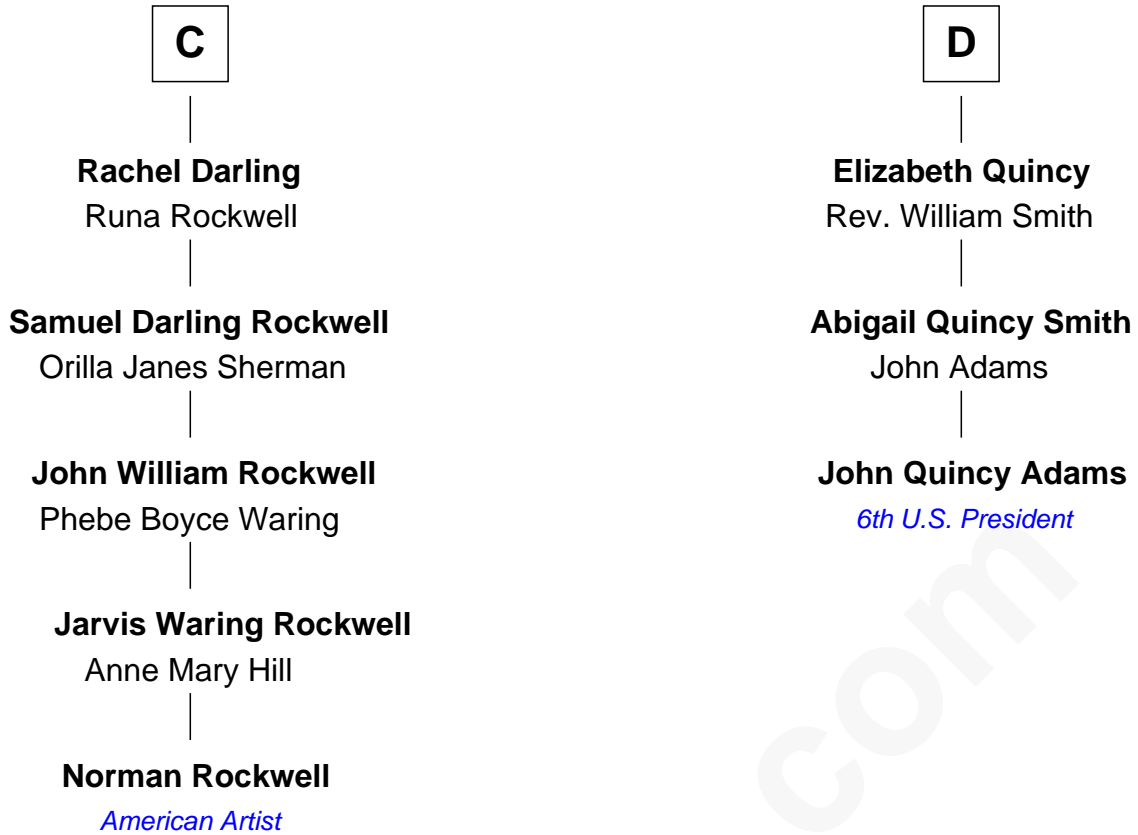 C
Rachel Darling
Runa Rockwell
Samuel Darling Rockwell
Orilla Janes Sherman
John William Rockwell
Phebe Boyce Waring
Jarvis Waring Rockwell
Anne Mary Hill
Norman Rockwell
American Artist
D
Elizabeth Quincy
Rev. William Smith
Abigail Quincy Smith
John Adams
John Quincy Adams
6th U.S. President
com